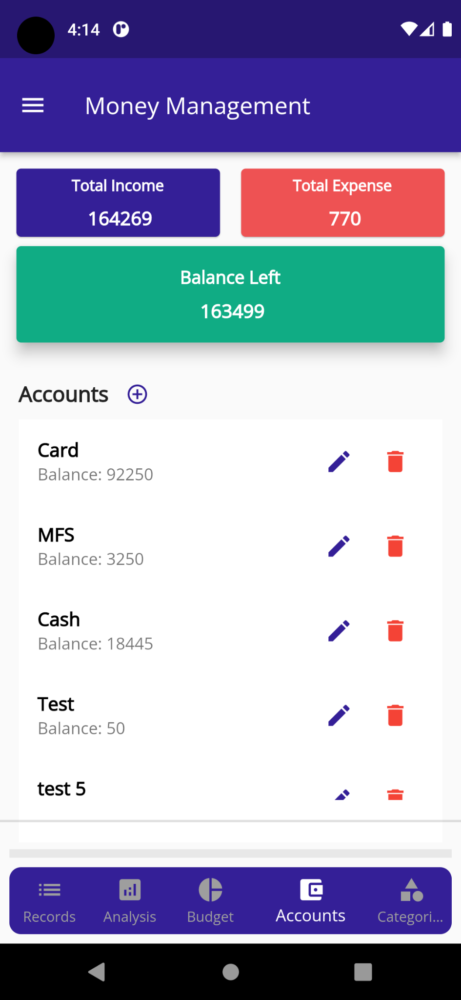 4:14
Money Management
Total Income
164269
Total Expense
770
Balance Left
163499
Accounts
Card
Balance: 92250
MFS
Balance: 3250
Cash
Balance: 18445
Test
Balance: 50
test 5
Records
Analysis
Budget
Accounts
Categori...